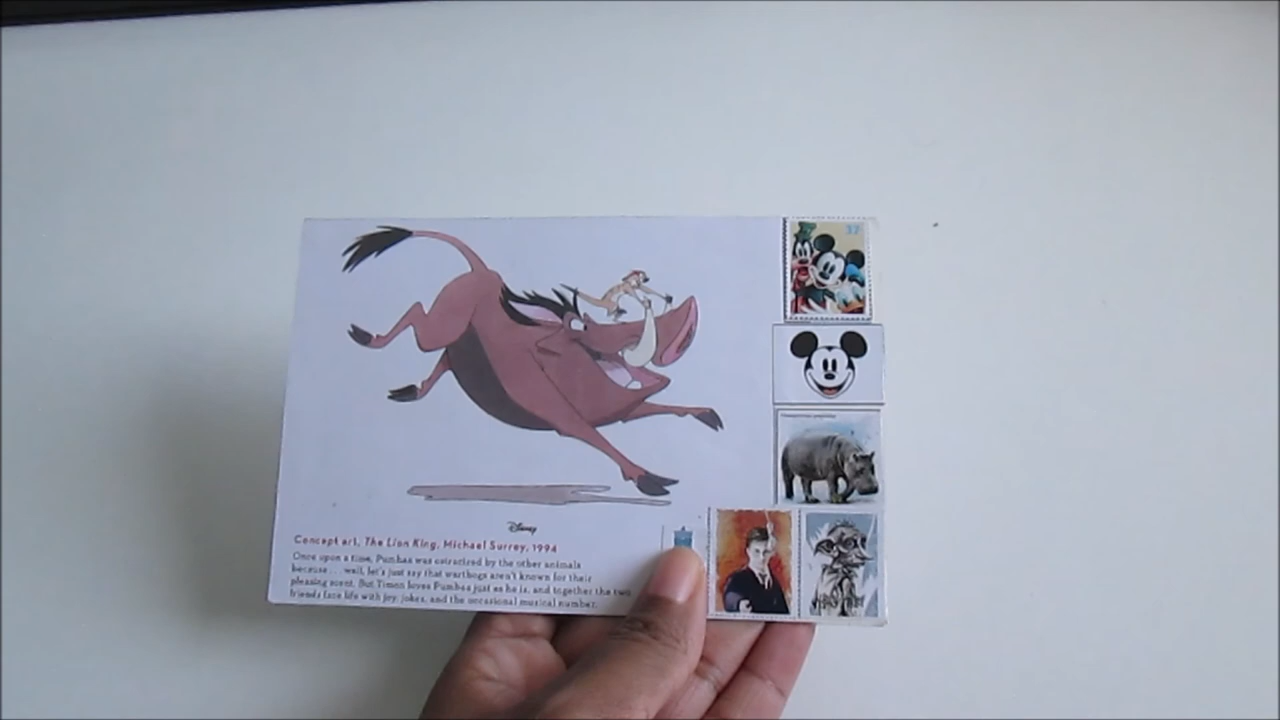 37
Disney
Concept art, The Lion King, Michael Surrey, 1994
Once upon a time, Pumbaa was ostracized by the other animals
because... well, let's just say that warthogs aren't known for their
pleasing scent. But Timon loves Pumbaa just as he is, and together the two
friends face life with joy, jokes, and the occasional musical number.